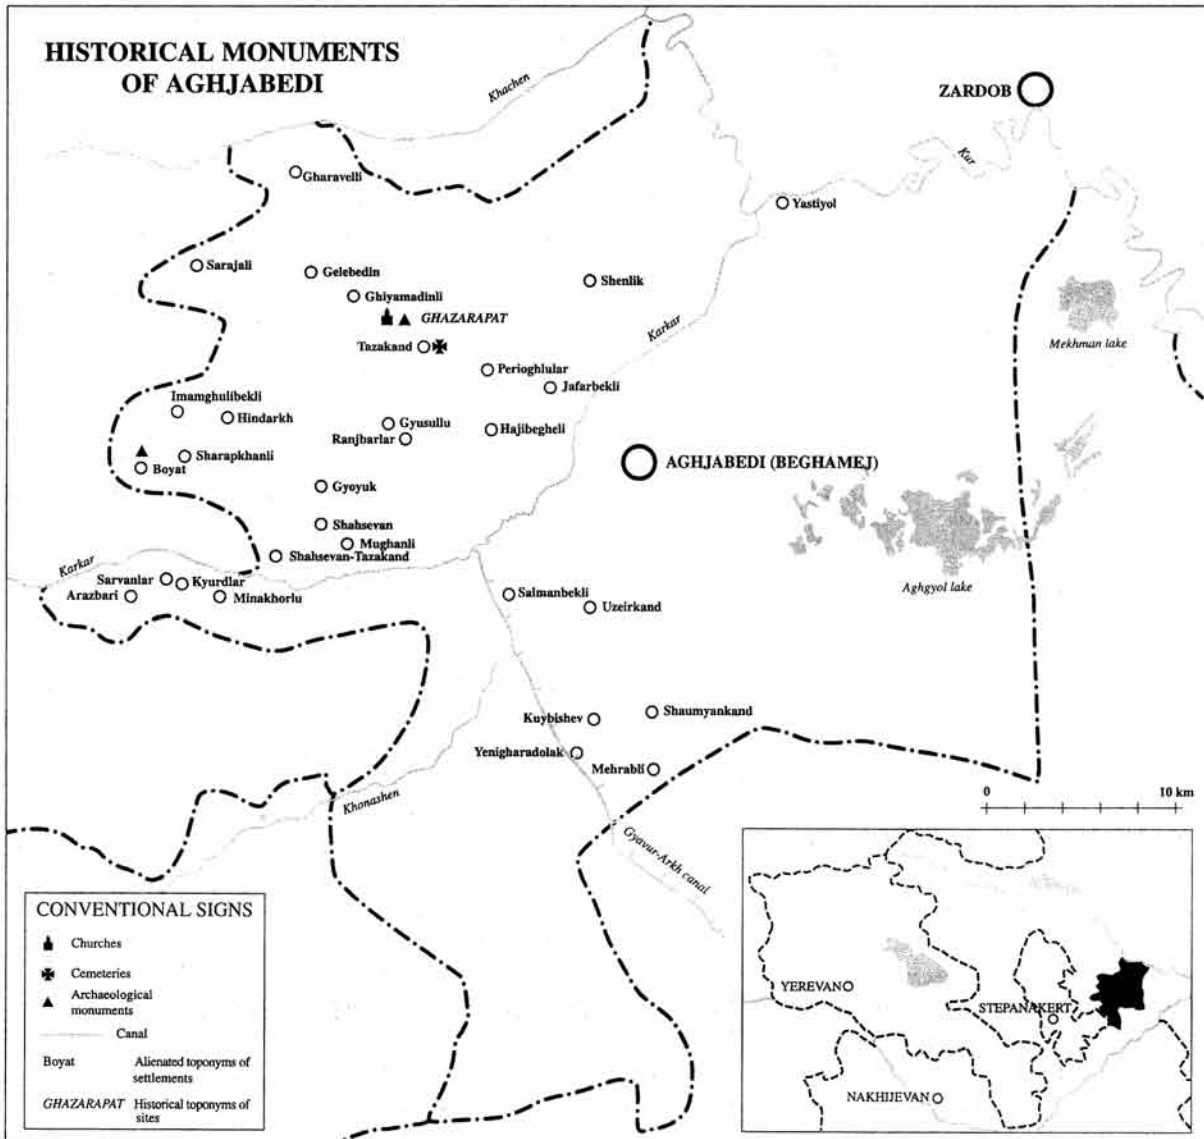 HISTORICAL MONUMENTS
OF AGHJABEDI
Khachen
ZARDOB
Kur
Gharavelli
Yastiyol
Sarajali
Gelebedin
Shenlik
Ghiyamadinli
GHAZARAPAT
Karkar
Tazakand
Mekhman lake
Perioghlular
Jafarbekli
Imamghulibekli
Hindarkh
Gyusullu
Ranjbarlar
Hajibegheli
Sharapkhanli
Boyat
AGHJABEDI (BEGHAMEJ)
Gyoyuk
Shahsevan
Mughanli
Shahsevan-Tazakand
Karkar
Sarvanlar
Kyurdlar
Arazbari
Minakhorlu
Salmanbekli
Uzeirkand
Aghgyol lake
Kuybishev
Shaumyankand
Yenigharadolak
Mehrabli
Khonashen
0 10 km
Gyavur-Arkh canal
CONVENTIONAL SIGNS
Churches
Cemeteries
Archaeological
monuments
Canal
Boyat Alienated toponyms of
settlements
GHAZARAPAT Historical toponyms of
sites
YEREVAN
STEPANAKERT
NAKHIJEVAN